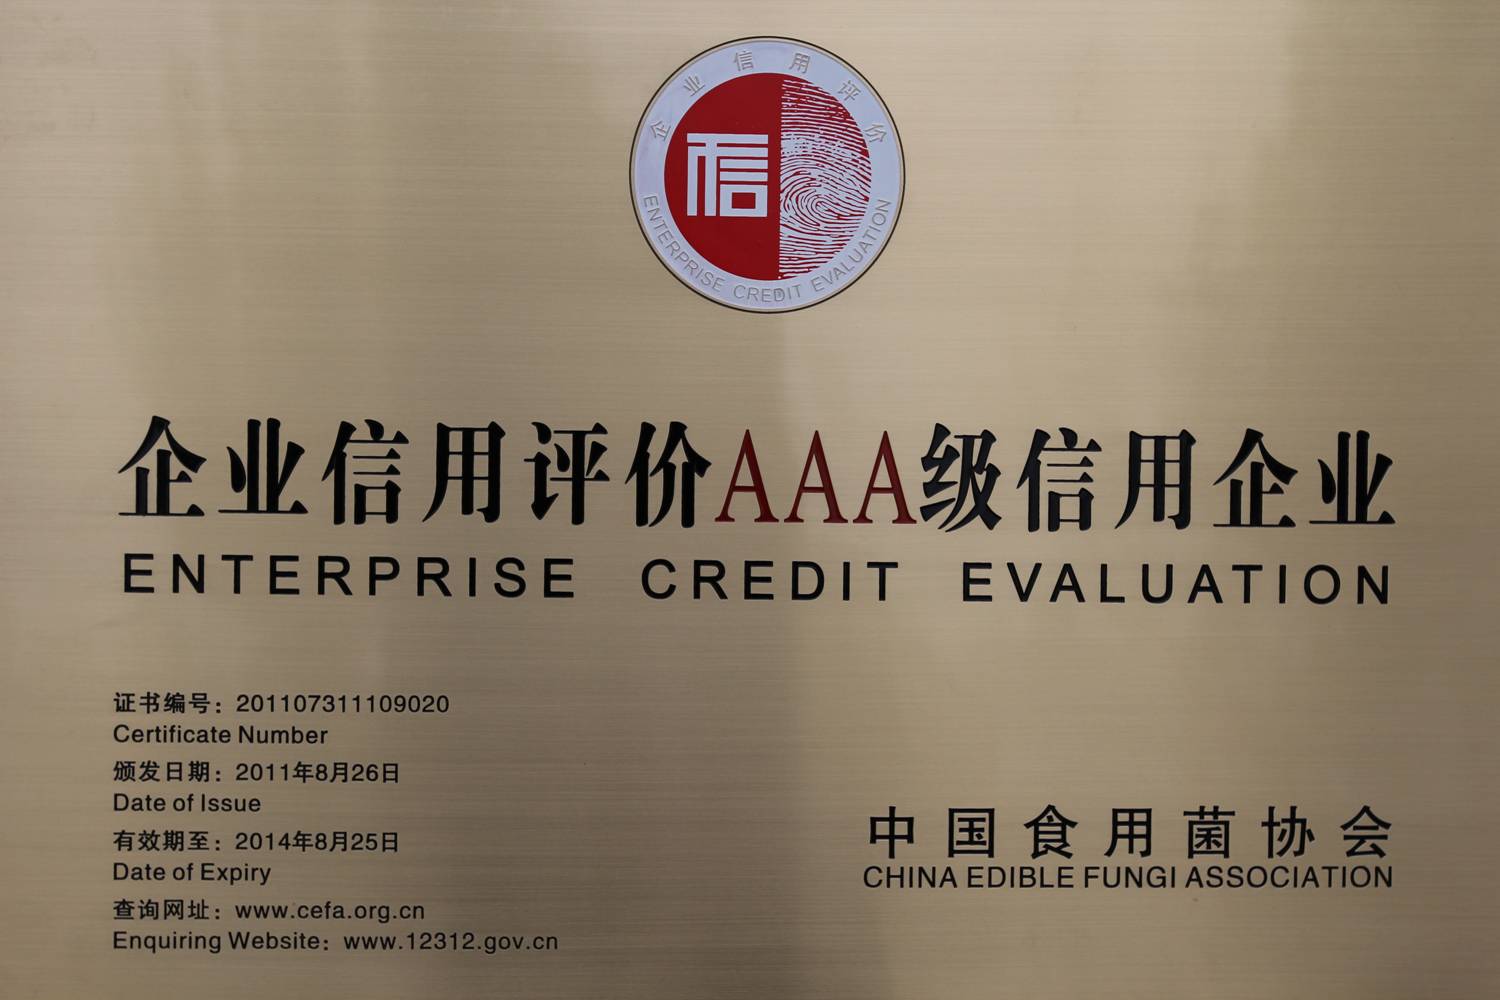 企业信用评价
信
ENTERPRISE CREDIT EVALUATION
企业信用评价AAA级信用企业
ENTERPRISE CREDIT EVALUATION
证书编号：201107311109020
Certificate Number
颁发日期：2011年8月26日
Date of Issue
有效期至：2014年8月25日
Date of Expiry
查询网址：www.cefa.org.cn
Enquiring Website：www.12312.gov.cn
中国食用菌协会
CHINA EDIBLE FUNGI ASSOCIATION